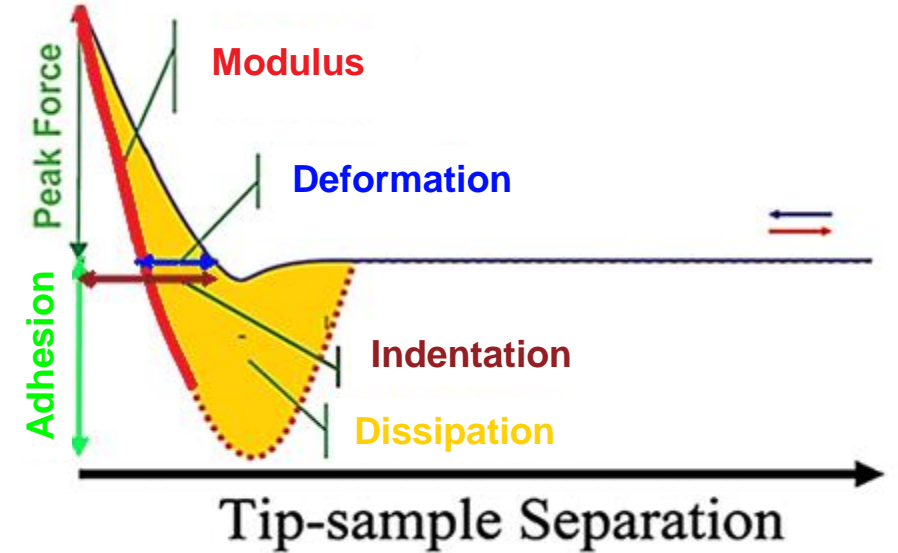 Modulus
Peak Force
Deformation
Adhesion
Indentation
Dissipation
Tip-sample Separation